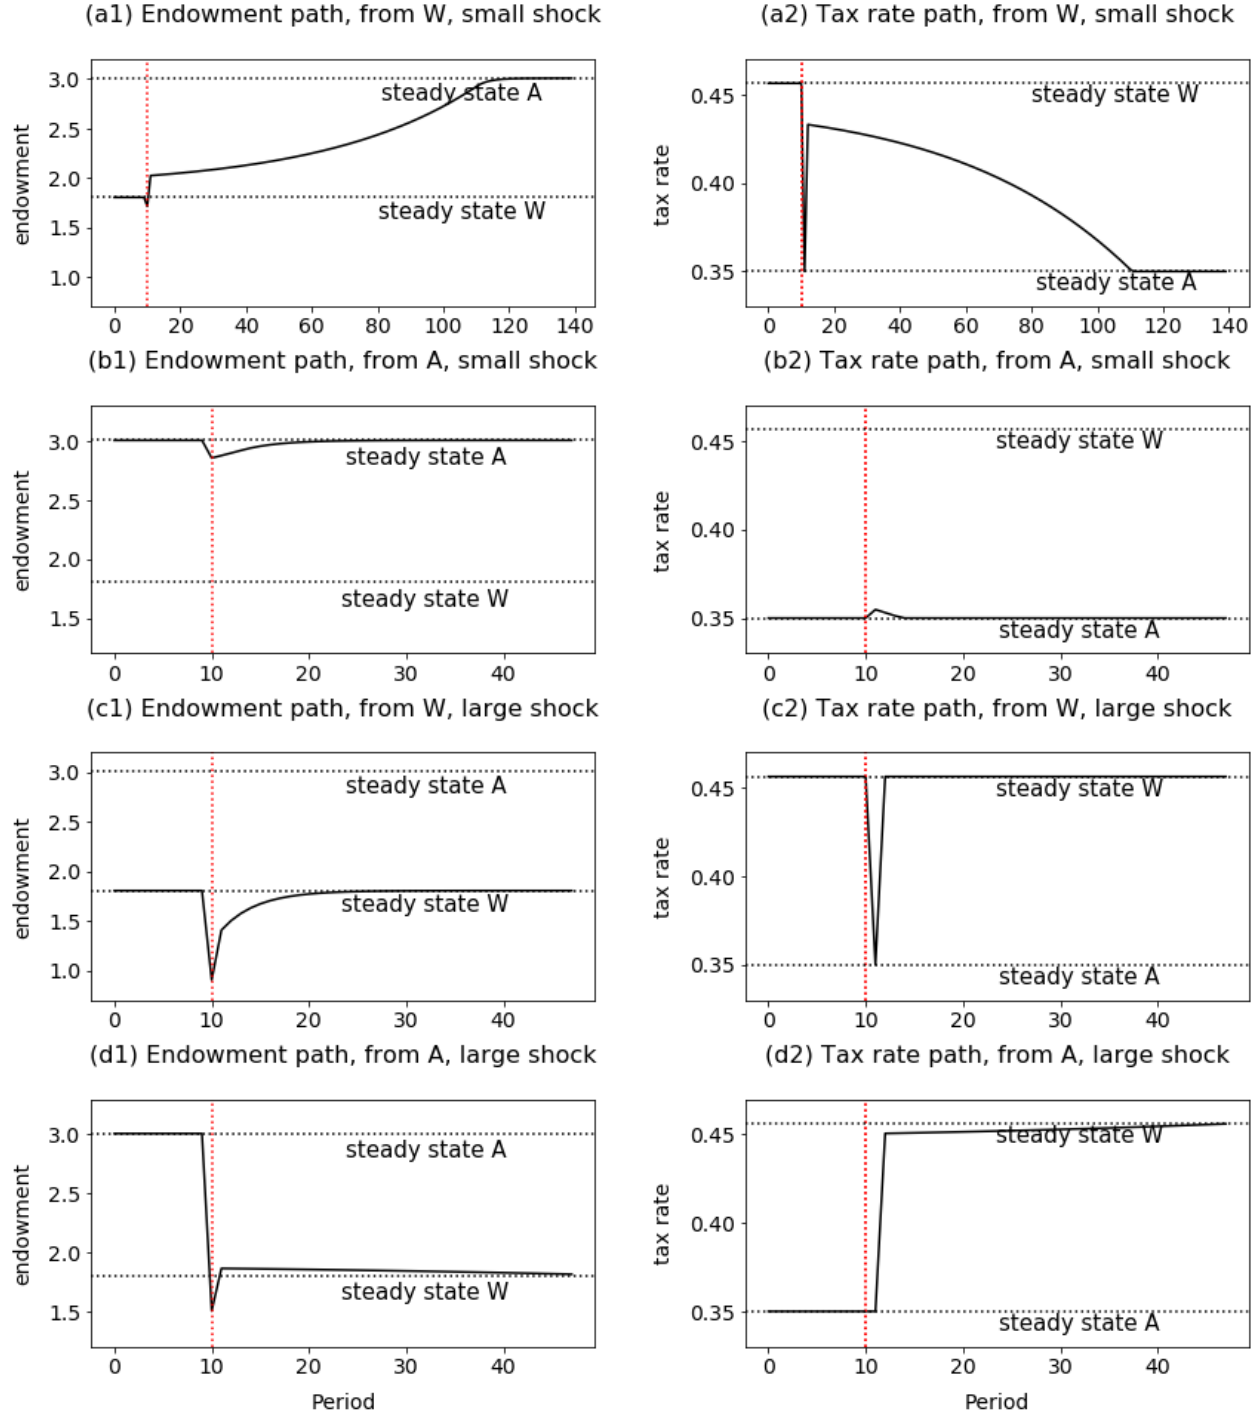 (a1) Endowment path, from W, small shock
(a2) Tax rate path, from W, small shock
endowment
3.0
2.5
2.0
1.5
1.0
steady state A
steady state W
0 20 40 60 80 100 120 140
tax rate
0.45
0.40
0.35
steady state W
steady state A
0 20 40 60 80 100 120 140
(b1) Endowment path, from A, small shock
(b2) Tax rate path, from A, small shock
endowment
3.0
2.5
2.0
1.5
steady state A
steady state W
0 10 20 30 40
tax rate
0.45
0.40
0.35
steady state W
steady state A
0 10 20 30 40
(c1) Endowment path, from W, large shock
(c2) Tax rate path, from W, large shock
endowment
3.0
2.5
2.0
1.5
1.0
steady state A
steady state W
0 10 20 30 40
tax rate
0.45
0.40
0.35
steady state W
steady state A
0 10 20 30 40
(d1) Endowment path, from A, large shock
(d2) Tax rate path, from A, large shock
endowment
3.0
2.5
2.0
1.5
steady state A
steady state W
0 10 20 30 40
Period
tax rate
0.45
0.40
0.35
steady state W
steady state A
0 10 20 30 40
Period